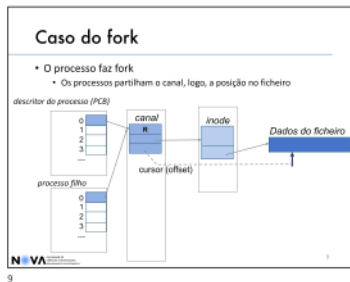 Caso do fork
• O processo faz fork
• Os processos partilham o canal, logo, a posição no ficheiro
descritor do processo (PCB)
canal
inode
Dados do ficheiro
0
1
2
3
...
R
cursor (offset)
processo filho
0
1
2
3
...
NOVA
9